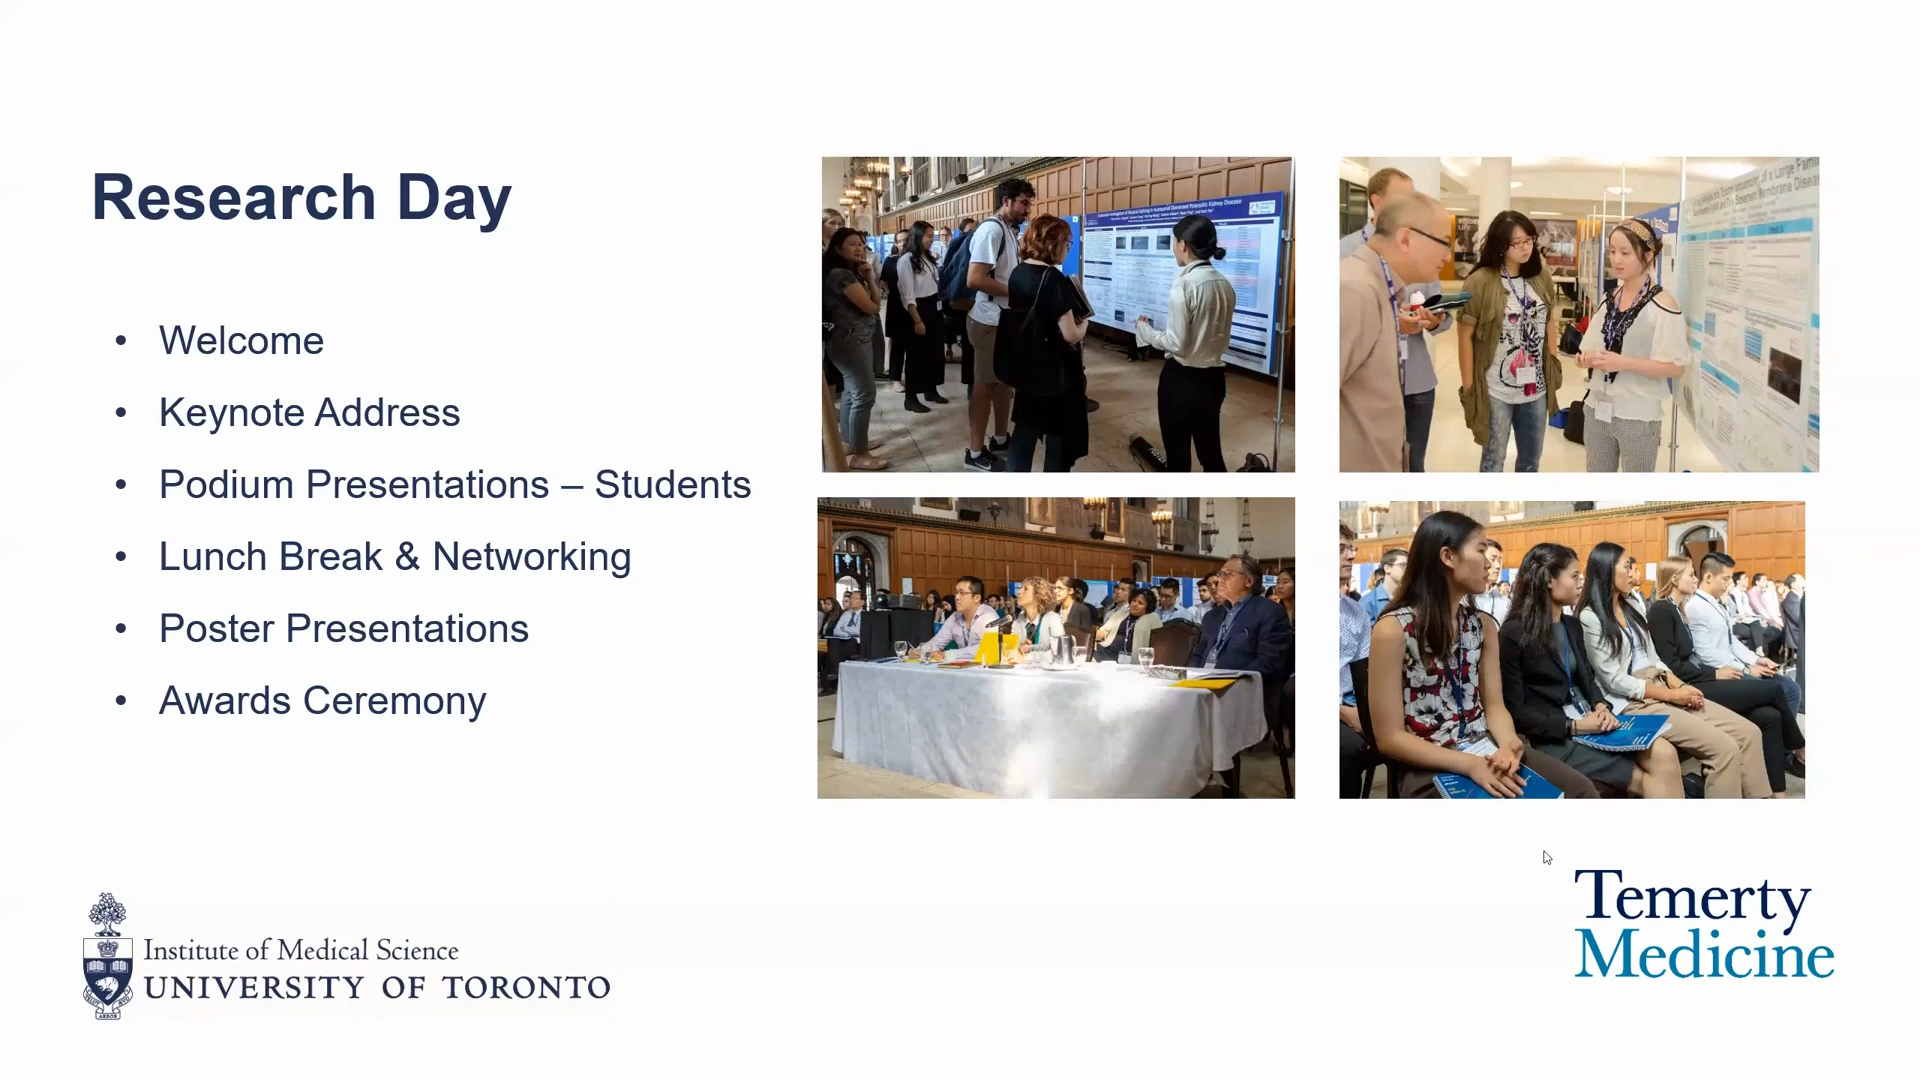 Research Day
• Welcome
• Keynote Address
• Podium Presentations – Students
• Lunch Break & Networking
• Poster Presentations
• Awards Ceremony
Institute of Medical Science
UNIVERSITY OF TORONTO
Temerty
Medicine